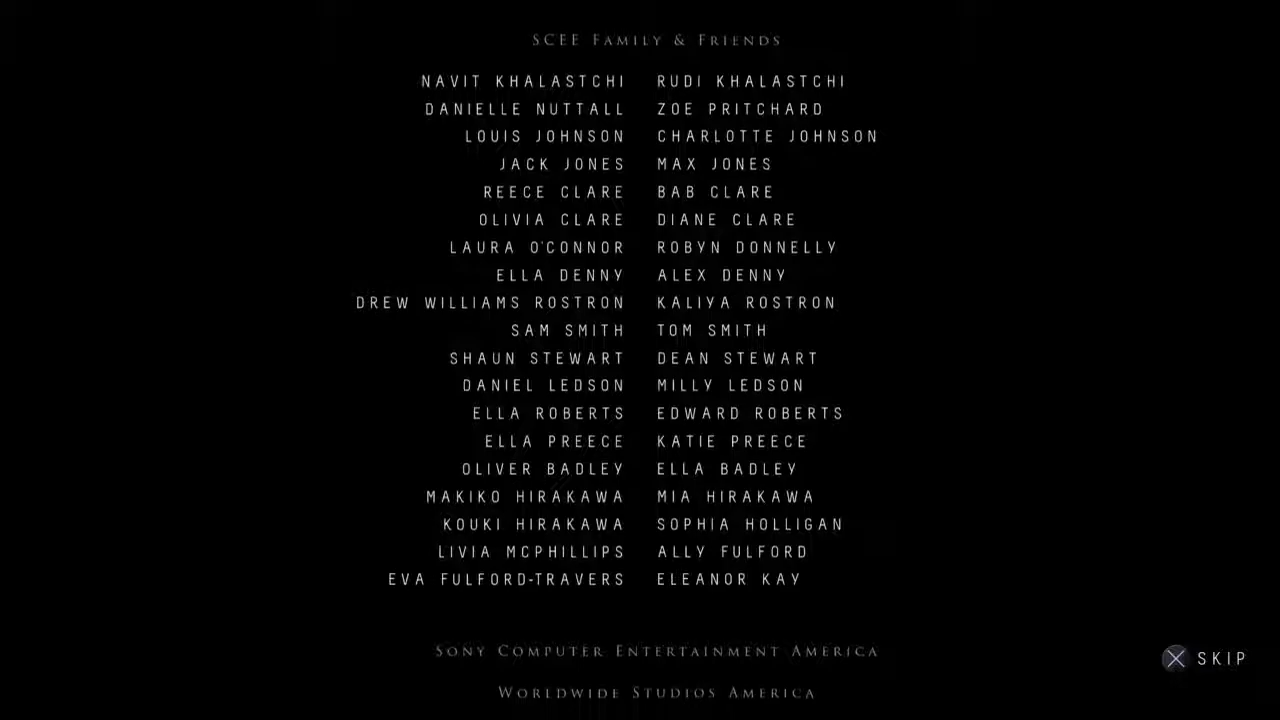 SCEE Family & Friends
NAVIT KHALASTCHI RUDI KHALASTCHI
DANIELLE NUTTALL ZOE PRITCHARD
LOUIS JOHNSON CHARLOTTE JOHNSON
JACK JONES MAX JONES
REECE CLARE BAB CLARE
OLIVIA CLARE DIANE CLARE
LAURA O'CONNOR ROBYN DONNELLY
ELLA DENNY ALEX DENNY
DREW WILLIAMS ROSTRON KALIYA ROSTRON
SAM SMITH TOM SMITH
SHAUN STEWART DEAN STEWART
DANIEL LEDSON MILLY LEDSON
ELLA ROBERTS EDWARD ROBERTS
ELLA PREECE KATIE PREECE
OLIVER BADLEY ELLA BADLEY
MAKIKO HIRAKAWA MIA HIRAKAWA
KOUKI HIRAKAWA SOPHIA HOLLIGAN
LIVIA MCPHILLIPS ALLY FULFORD
EVA FULFORD-TRAVERS ELEANOR KAY
Sony Computer Entertainment America
SKIP
Worldwide Studios America